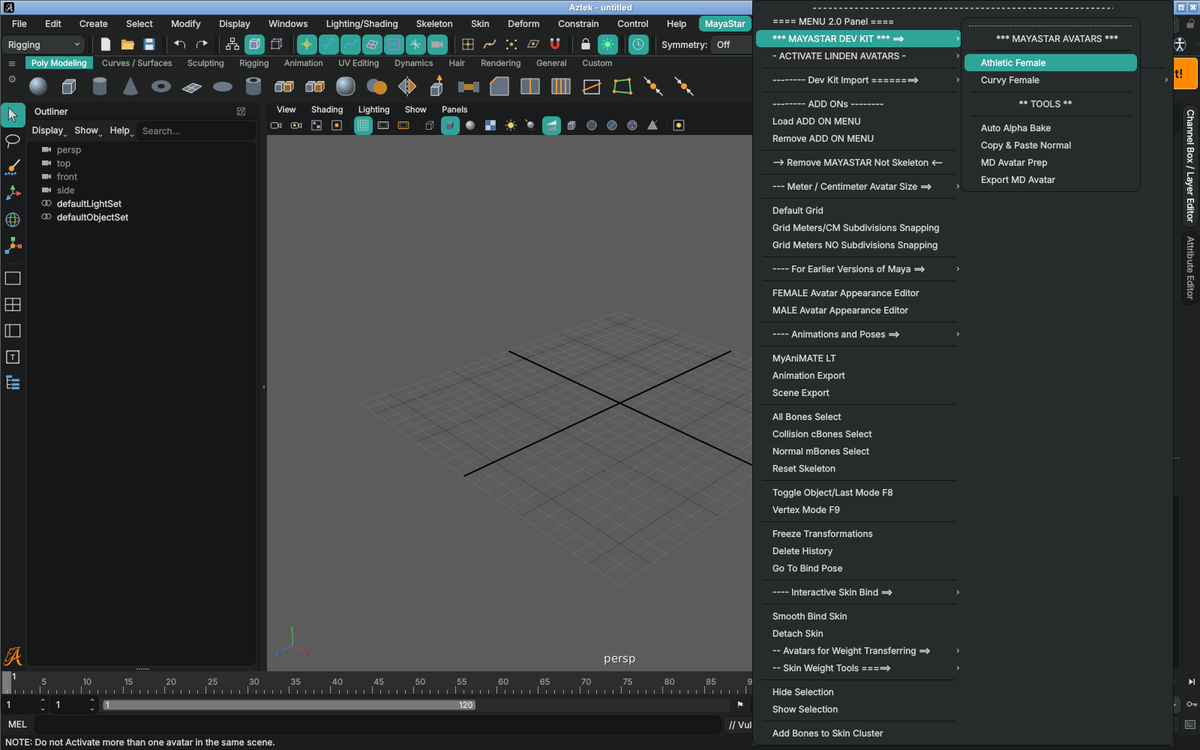 Aztek - untitled
File Edit Create Select Modify Display Windows Lighting/Shading Skeleton Skin Deform Constrain Control Help MayaStar
Rigging
Symmetry: Off
Poly Modeling Curves / Surfaces Sculpting Rigging Animation UV Editing Dynamics Hair Texturing Rendering General Custom
Outliner
Display Show Help Search...
persp
top
front
side
defaultLightSet
defaultObjectSet
View Shading Lighting Show Panels
persp
y
==== MENU 2.0 Panel ====
*** MAYASTAR DEV KIT *** ==>
- ACTIVATE LINDEN AVATARS -
-------- Dev Kit Import =======>
-------- ADD ONs --------
Load ADD ON MENU
Remove ADD ON MENU
--> Remove MAYASTAR Not Skeleton <--
--- Meter / Centimeter Avatar Size ==>
Default Grid
Grid Meters/CM Subdivisions Snapping
Grid Meters NO Subdivisions Snapping
---- For Earlier Versions of Maya ==>
FEMALE Avatar Appearance Editor
MALE Avatar Appearance Editor
---- Animations and Poses ==>
MyAniMATE LT
Animation Export
Scene Export
All Bones Select
Collision cBones Select
Normal mBones Select
Reset Skeleton
Toggle Object/Last Mode F8
Vertex Mode F9
Freeze Transformations
Delete History
Go To Bind Pose
---- Interactive Skin Bind ==>
Smooth Bind Skin
Detach Skin
-- Avatars for Weight Transferring ==>
-- Skin Weight Tools ====>
Hide Selection
Show Selection
Add Bones to Skin Cluster
*** MAYASTAR AVATARS ***
Athletic Female
Curvy Female
** TOOLS **
Auto Alpha Bake
Copy & Paste Normal
MD Avatar Prep
Export MD Avatar
t!
Channel Box / Layer Editor
Attribute Editor
T
1 5 10 15 20 25 30 35 40 45 50 55 60 65 70 75 80 85 9
1 1 1 120
MEL // Vul
NOTE: Do not Activate more than one avatar in the same scene.